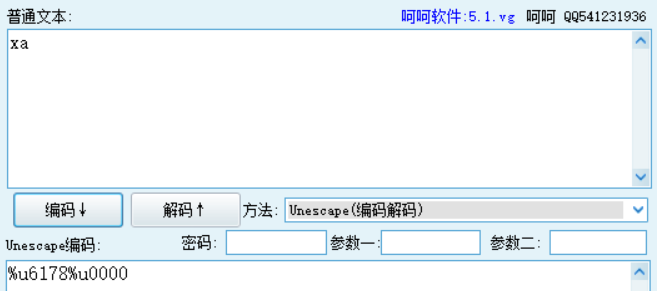 普通文本: 呵呵软件:5.1.vg 呵呵 QQ541231936
xa
编码↓ 解码↑ 方法: Unescape(编码解码)
Unescape编码: 密码: 参数一: 参数二:
%u6178%u0000